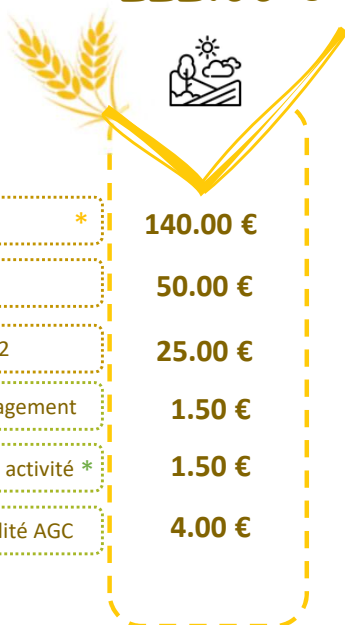 * 140.00 €
50.00 €
2 25.00 €
agement 1.50 €
activité * 1.50 €
lité AGC 4.00 €